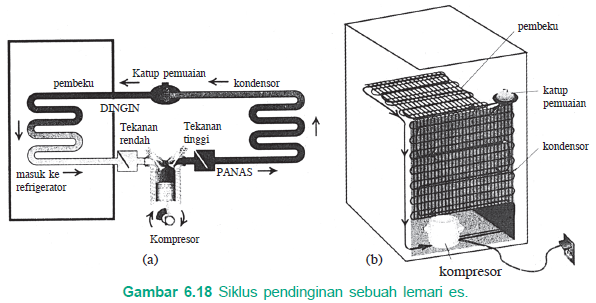 pembeku
Katup pemuaian
kondensor
DINGIN
Tekanan
rendah
Tekanan
tinggi
masuk ke
refrigerator
PANAS
Kompresor
(a)
pembeku
katup
pemuaian
kondensor
kompresor
(b)
Gambar 6.18 Siklus pendinginan sebuah lemari es.